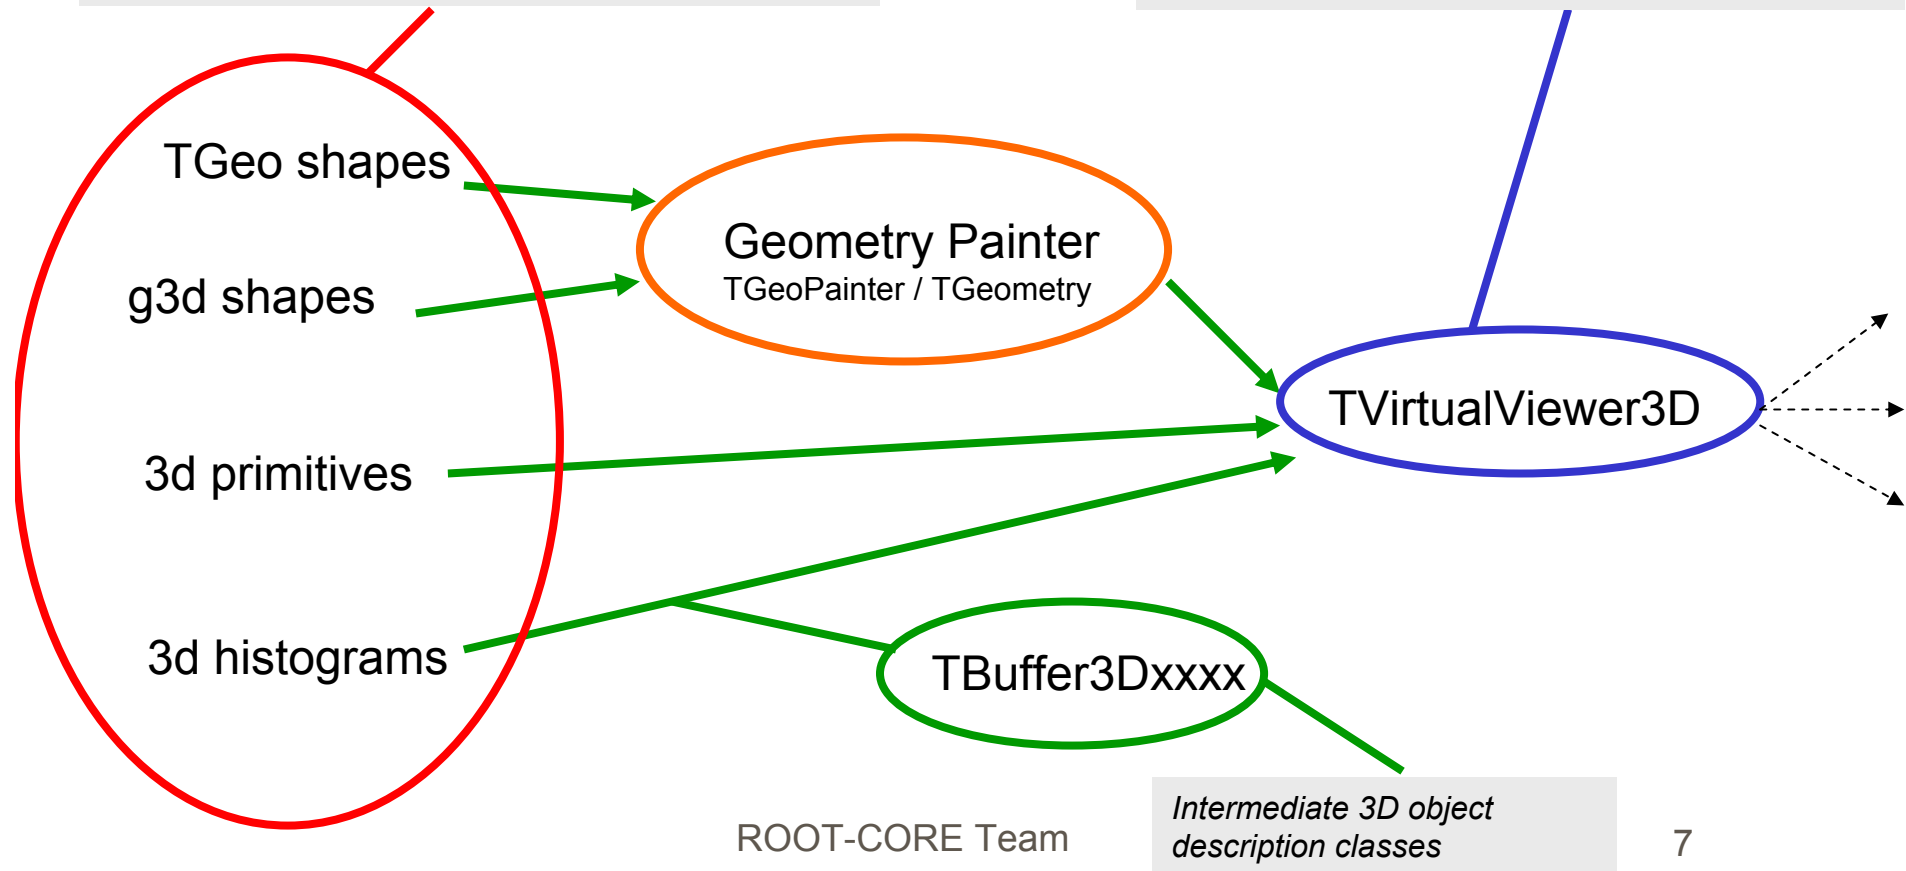 TGeo shapes
Geometry Painter
TGeoPainter / TGeometry
g3d shapes
TVirtualViewer3D
3d primitives
3d histograms
TBuffer3Dxxxx
Intermediate 3D object
description classes
ROOT-CORE Team
7